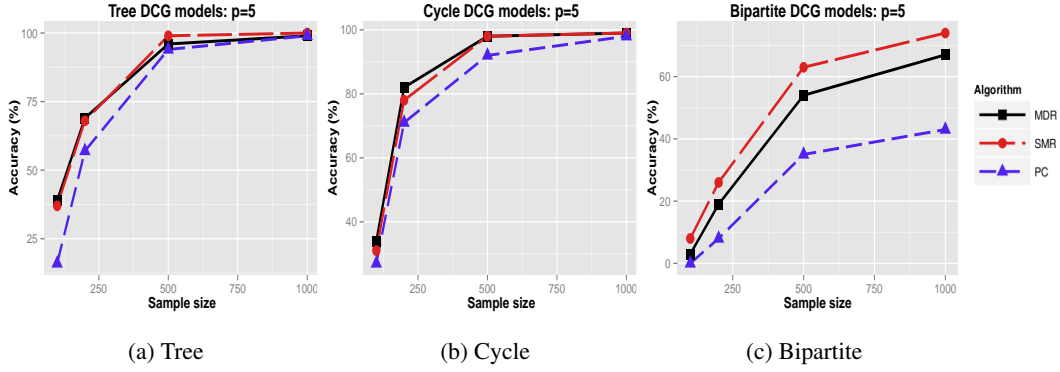 Tree DCG models: p=5
Accuracy (%)
100
75
50
25
250
500
750
1000
Sample size
(a) Tree
Cycle DCG models: p=5
Accuracy (%)
100
80
60
40
250
500
750
1000
Sample size
(b) Cycle
Bipartite DCG models: p=5
Accuracy (%)
60
40
20
0
250
500
750
1000
Sample size
(c) Bipartite
Algorithm
MDR
SMR
PC